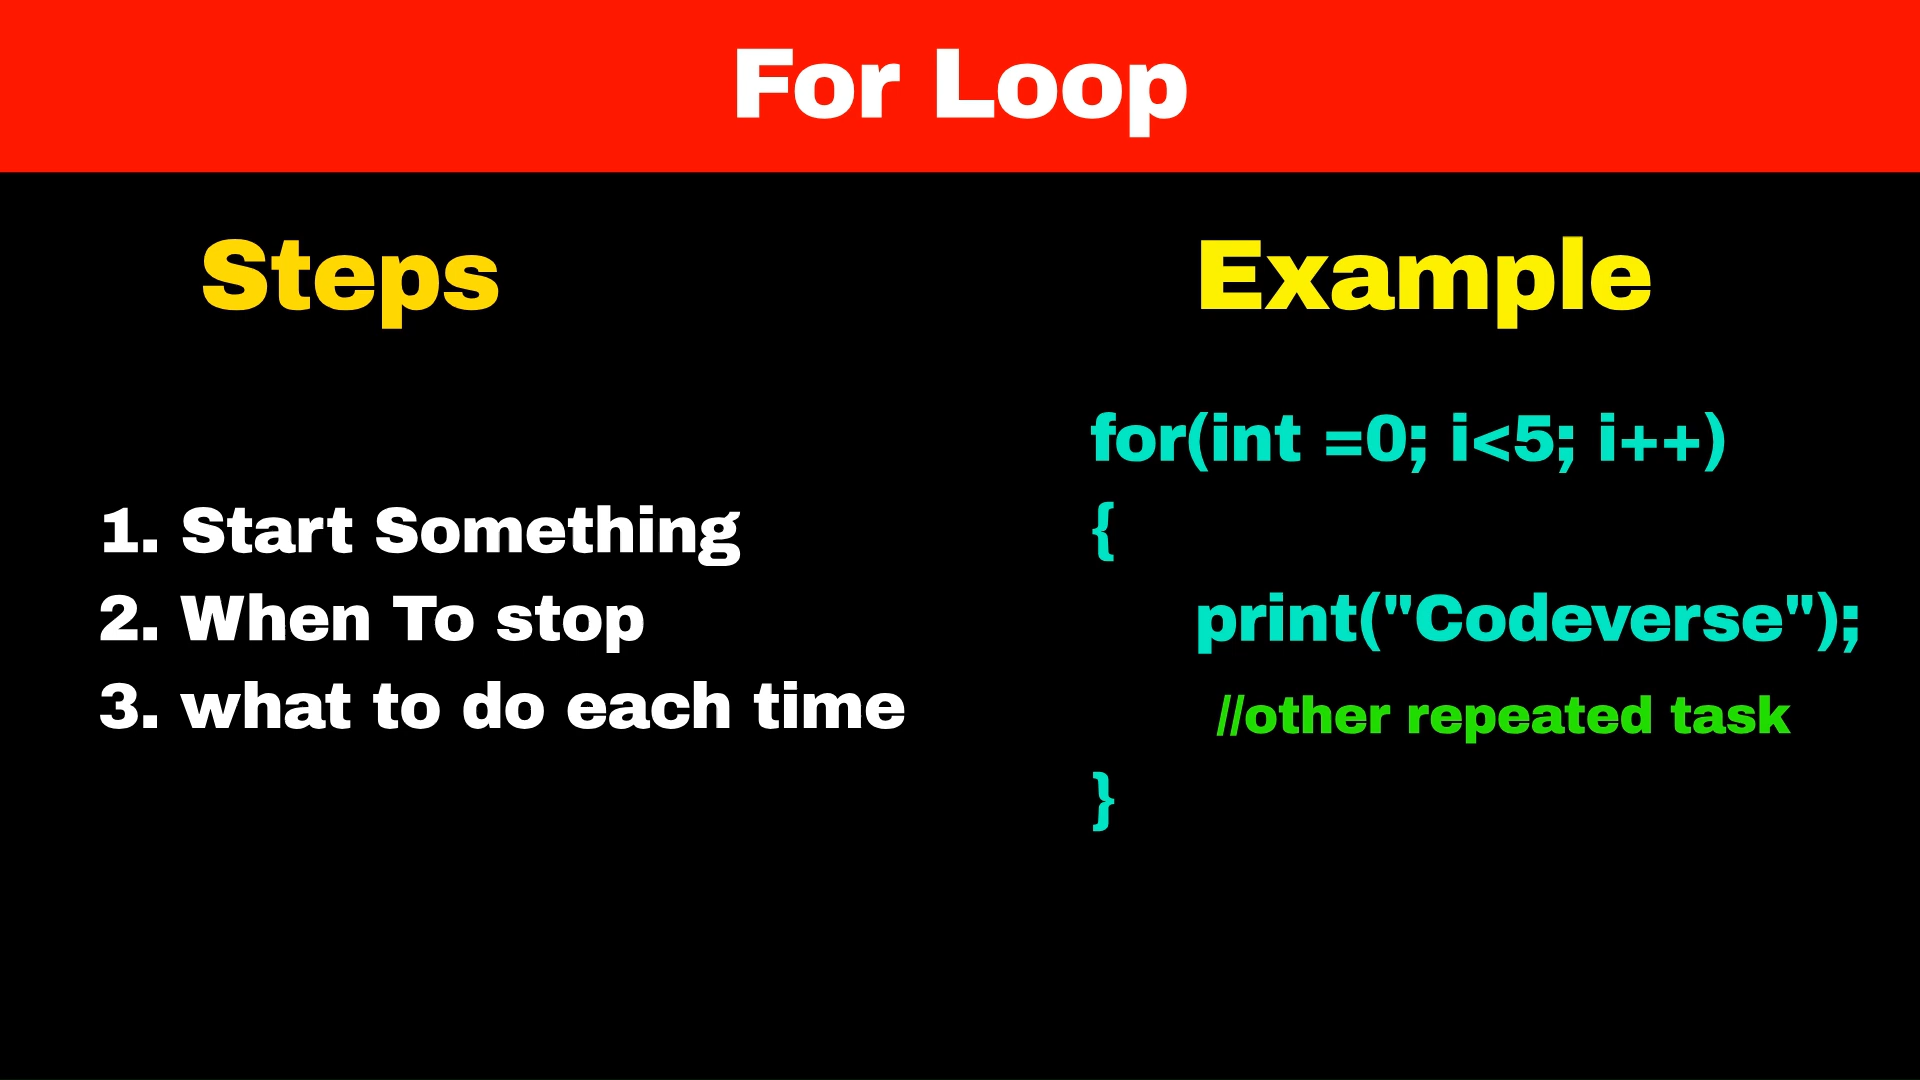 For Loop
Steps
1. Start Something
2. When To stop
3. what to do each time
Example
for(int =0; i<5; i++)
{
print("Codeverse");
//other repeated task
}